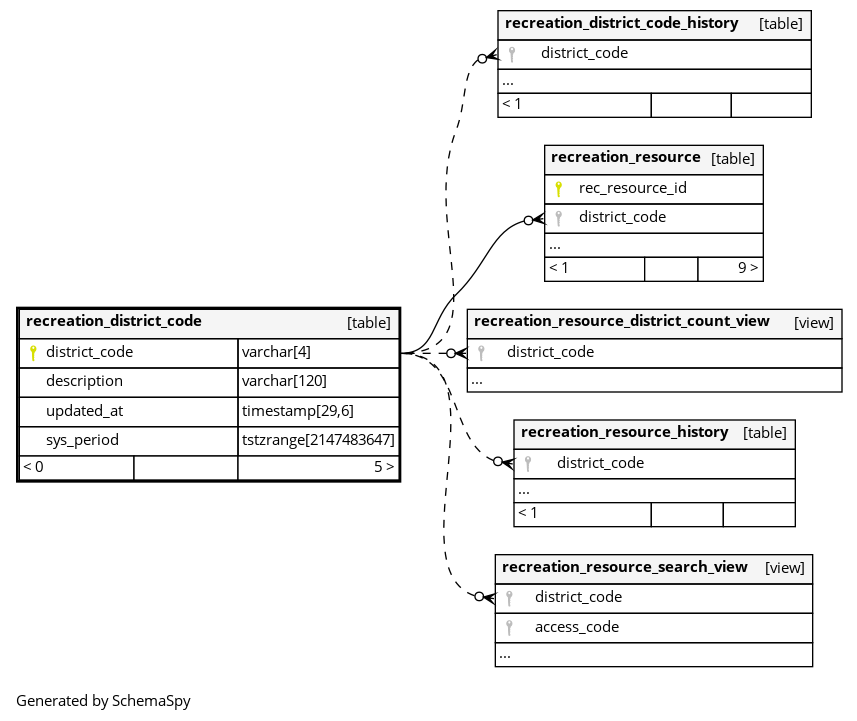 recreation_district_code_history [table]
district_code
...
< 1
recreation_resource [table]
rec_resource_id
district_code
...
< 1 9 >
recreation_district_code [table]
district_code varchar[4]
description varchar[120]
updated_at timestamp[29,6]
sys_period tstzrange[2147483647]
< 0 5 >
recreation_resource_district_count_view [view]
district_code
...
recreation_resource_history [table]
district_code
...
< 1
recreation_resource_search_view [view]
district_code
access_code
...
Generated by SchemaSpy